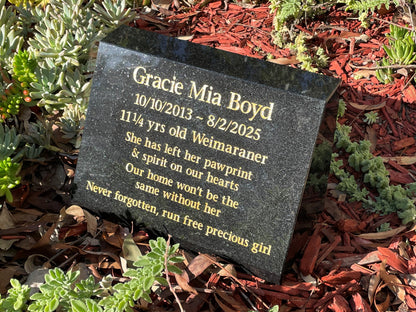 Gracie Mia Boyd
10/10/2013 ~ 8/2/2025
11¼ yrs old Weimaraner
She has left her pawprint
& spirit on our hearts
Our home won't be the
same without her
Never forgotten, run free precious girl